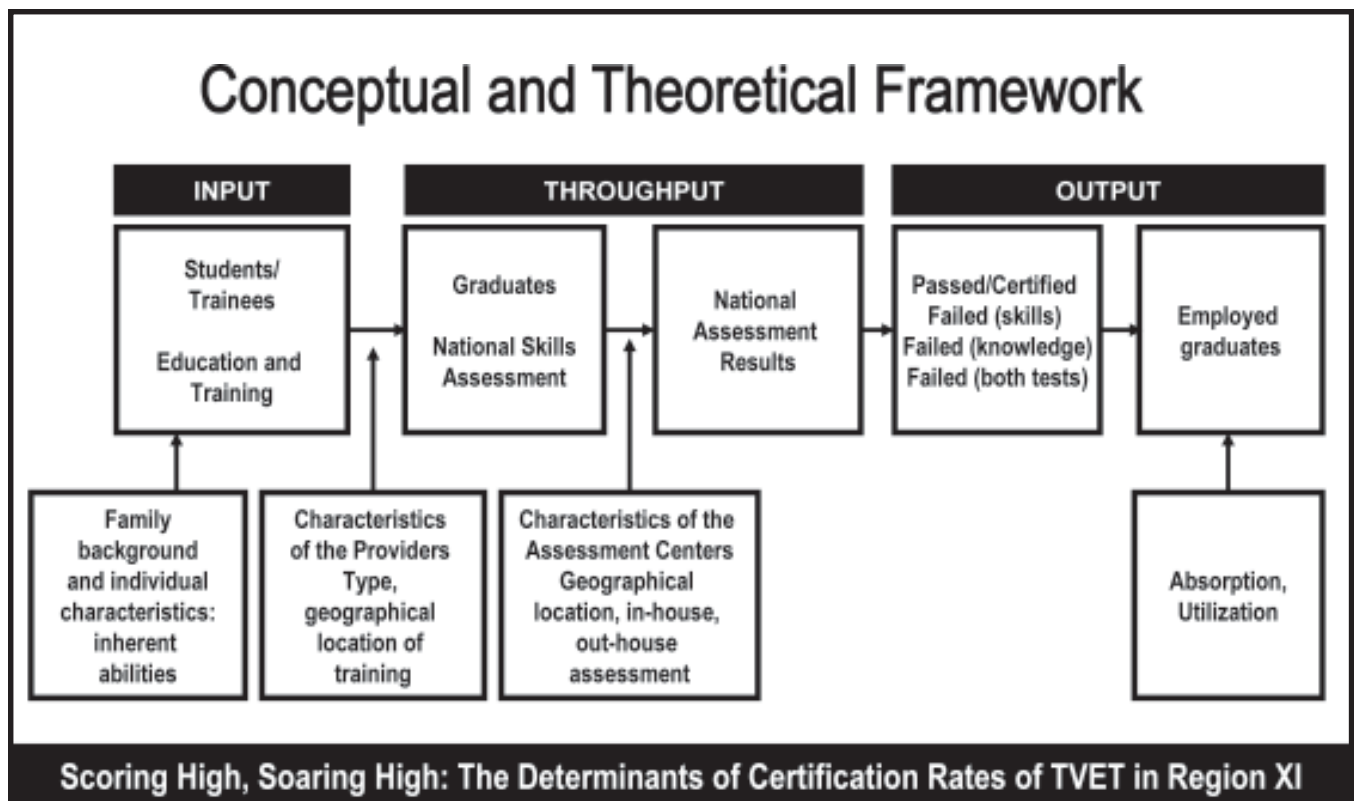 Conceptual and Theoretical Framework
INPUT
THROUGHPUT
OUTPUT
Students/
Trainees
Education and
Training
Graduates
National Skills
Assessment
National
Assessment
Results
Passed/Certified
Failed (skills)
Failed (knowledge)
Failed (both tests)
Employed
graduates
Family
background
and individual
characteristics:
inherent
abilities
Characteristics
of the Providers
Type,
geographical
location of
training
Characteristics of the
Assessment Centers
Geographical
location, in-house,
out-house
assessment
Absorption,
Utilization
Scoring High, Soaring High: The Determinants of Certification Rates of TVET in Region XI